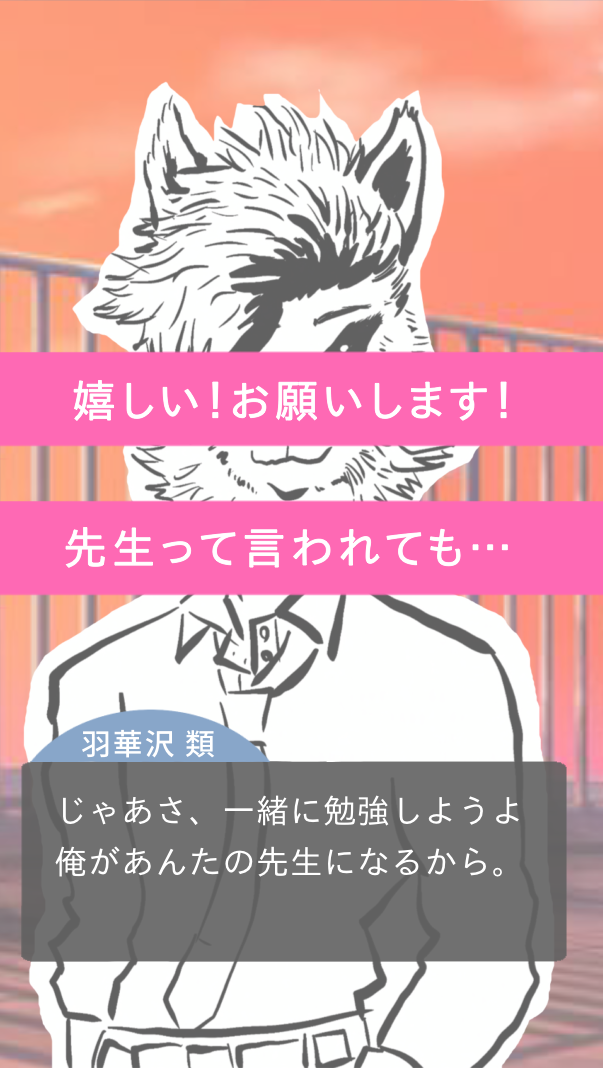 嬉しい！お願いします！
先生って言われても…
羽華沢 類
じゃあさ、一緒に勉強しようよ
俺があんたの先生になるから。